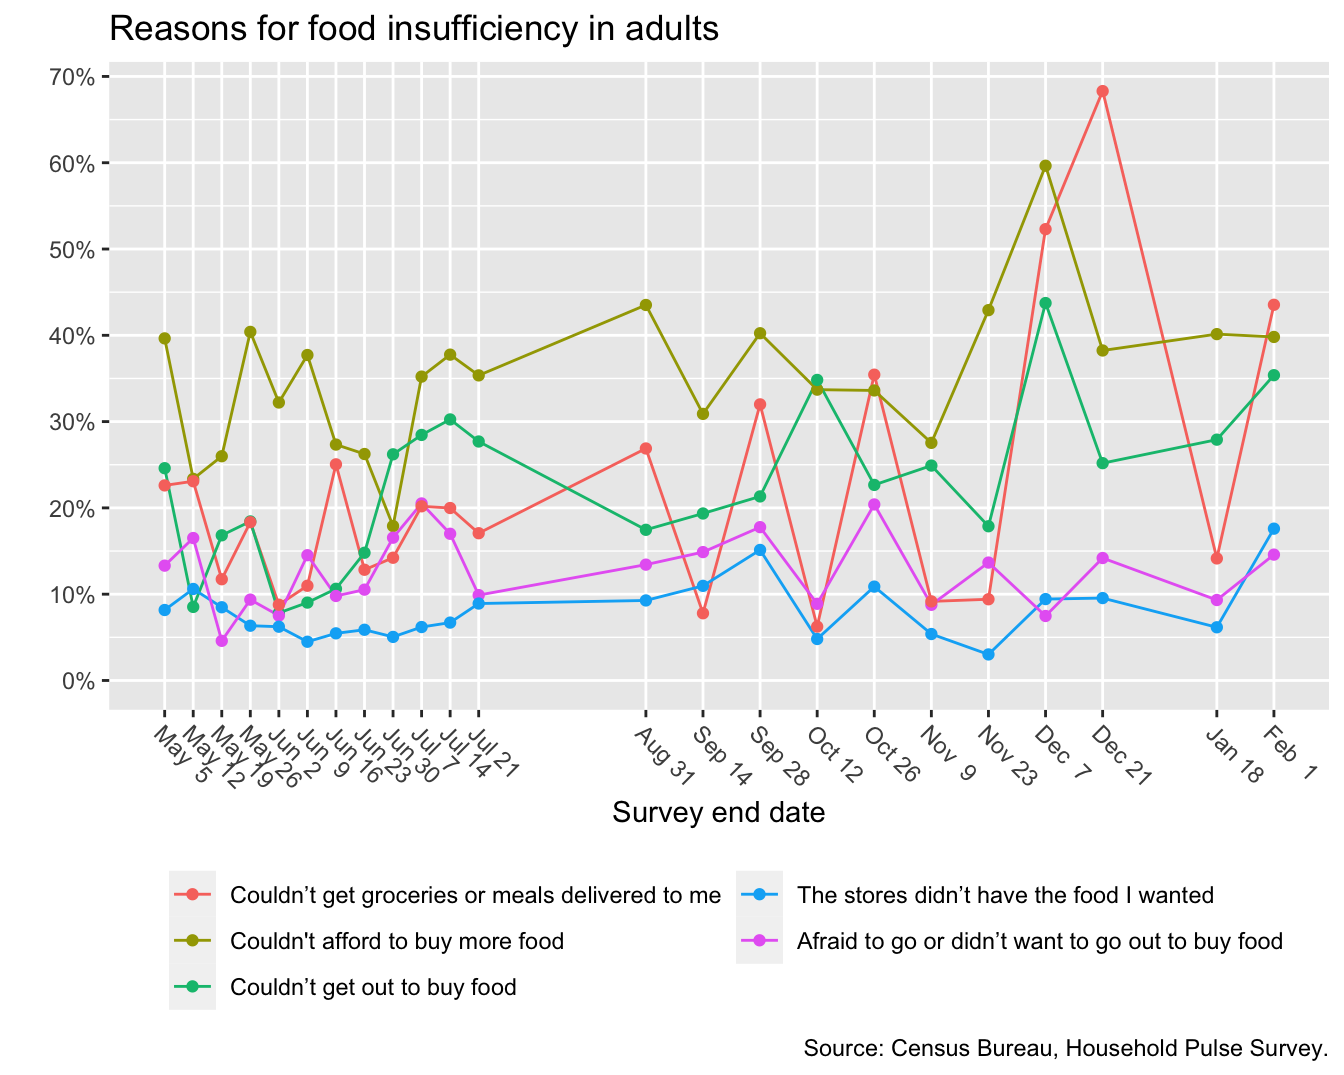 Reasons for food insufficiency in adults
70%
60%
50%
40%
30%
20%
10%
0%
May 5
May 12
May 19
May 26
Jun 2
Jun 9
Jun 16
Jun 23
Jun 30
Jul 7
Jul 14
Jul 21
Aug 31
Sep 14
Sep 28
Oct 12
Oct 26
Nov 9
Nov 23
Dec 7
Dec 21
Jan 18
Feb 1
Survey end date
Couldn’t get groceries or meals delivered to me
Couldn't afford to buy more food
Couldn’t get out to buy food
The stores didn’t have the food I wanted
Afraid to go or didn’t want to go out to buy food
Source: Census Bureau, Household Pulse Survey.